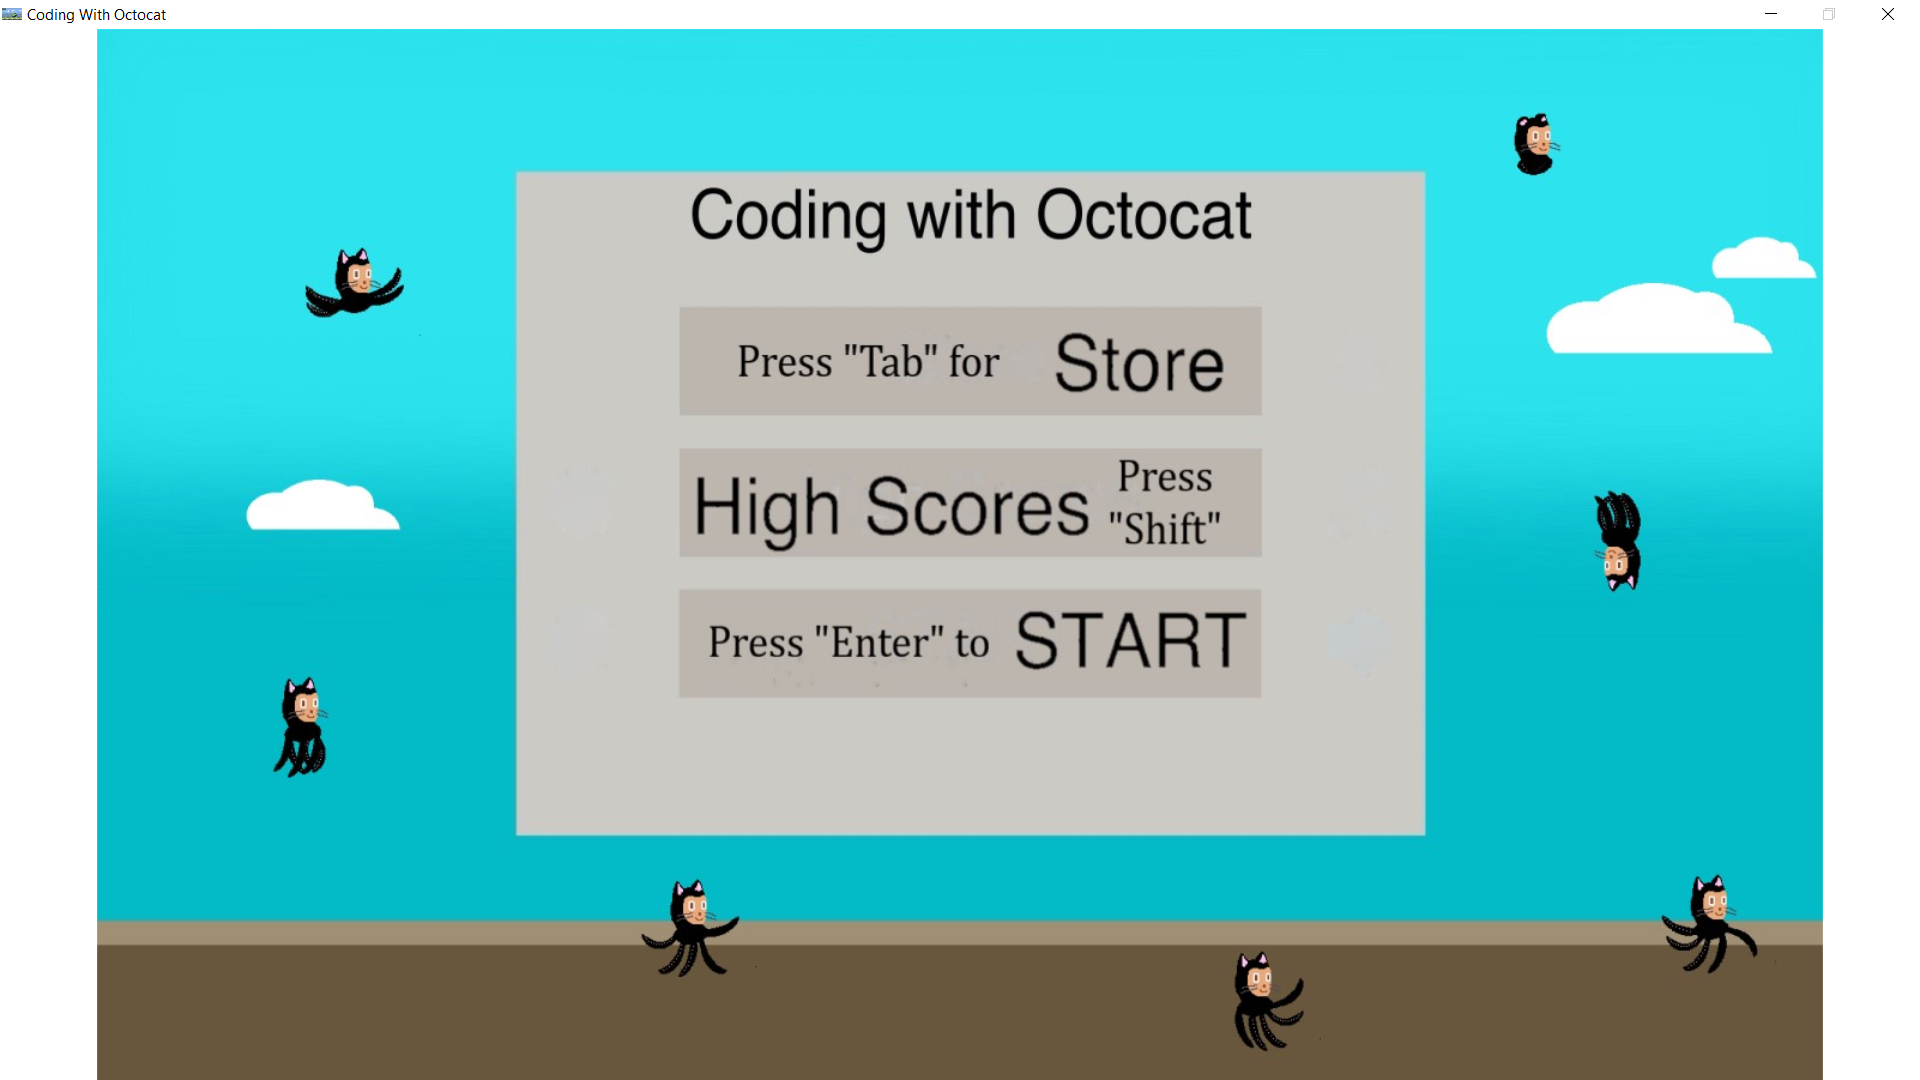 Coding With Octocat
Coding with Octocat
Press "Tab" for Store
High Scores Press
"Shift"
Press "Enter" to START